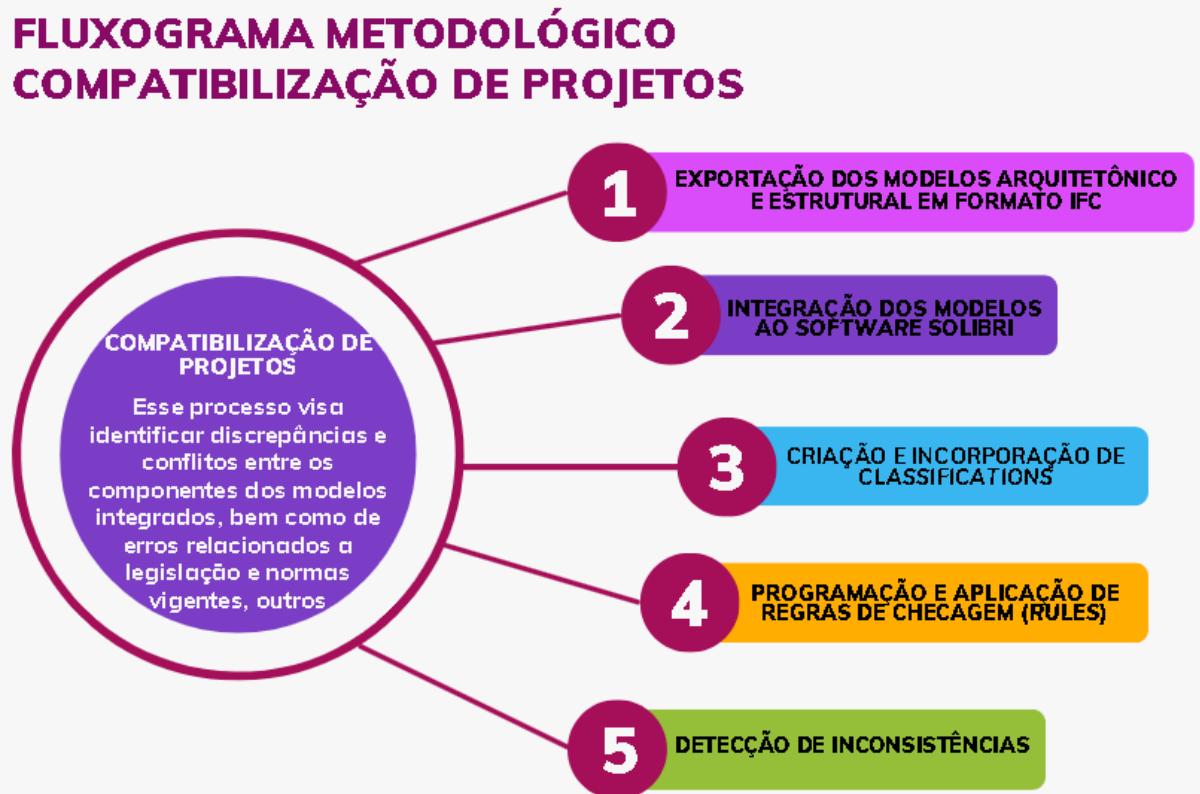 FLUXOGRAMA METODOLÓGICO
COMPATIBILIZAÇÃO DE PROJETOS
1
EXPORTAÇÃO DOS MODELOS ARQUITETÔNICO
E ESTRUTURAL EM FORMATO IFC
2
INTEGRAÇÃO DOS MODELOS
AO SOFTWARE SOLIBRI
COMPATIBILIZAÇÃO DE
PROJETOS
Esse processo visa
identificar discrepâncias e
conflitos entre os
componentes dos modelos
integrados, bem como de
erros relacionados a
legislação e normas
vigentes, outros
3
CRIAÇÃO E INCORPORAÇÃO DE
CLASSIFICATIONS
4
PROGRAMAÇÃO E APLICAÇÃO DE
REGRAS DE CHECAGEM (RULES)
5
DETECÇÃO DE INCONSISTÊNCIAS